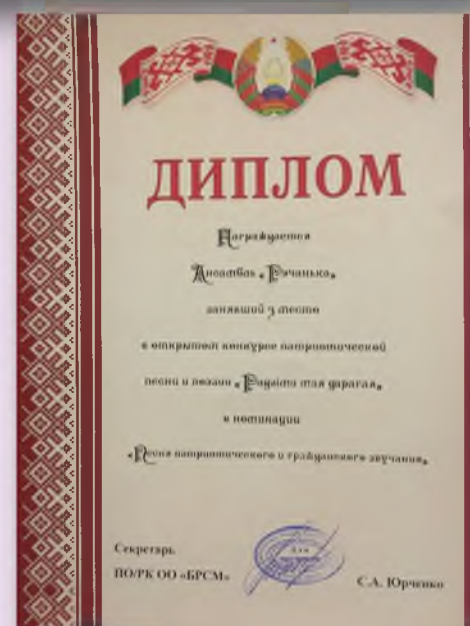 ДИПЛОМ
Награждается
Ансамбль «Рэчанька»
занявший 3 место
в открытом конкурсе патриотической
песни и поэзии «Радзіма мая дарагая»
в номинации
«Песня патриотического и гражданского звучания»
Секретарь
ПО/РК ОО «БРСМ»
С.А. Юрченко